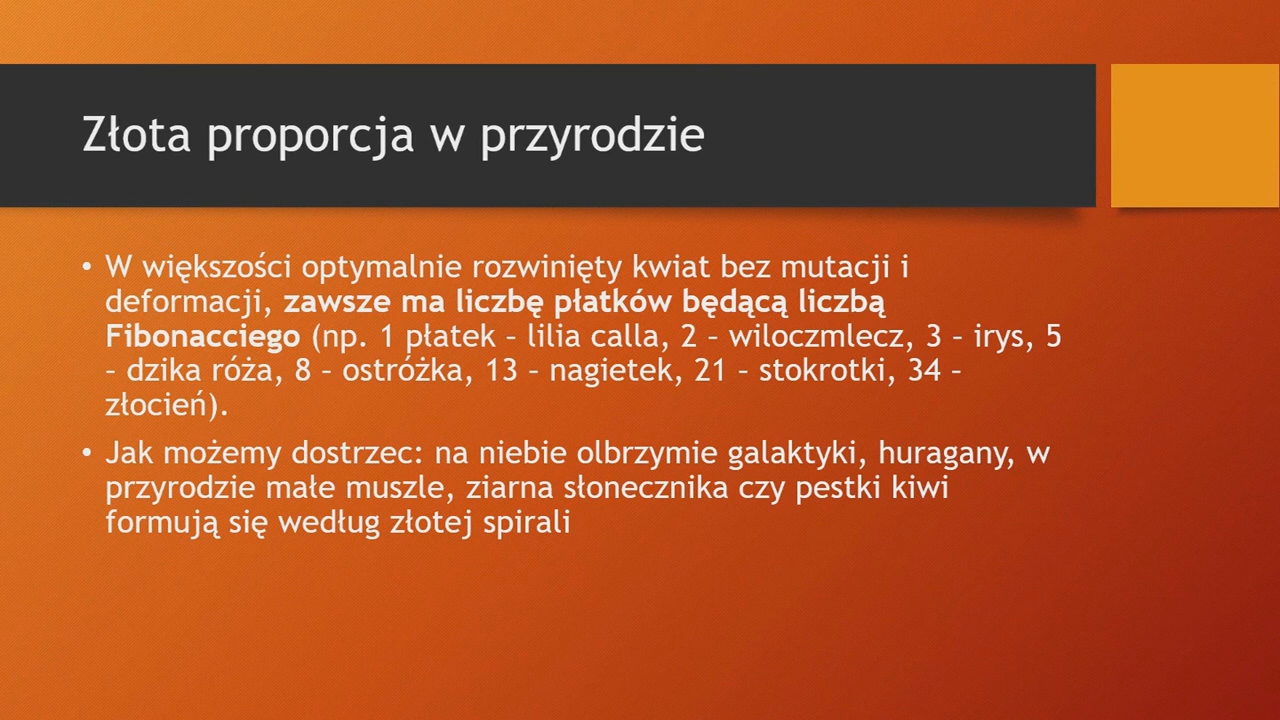 Złota proporcja w przyrodzie
• W większości optymalnie rozwinięty kwiat bez mutacji i
deformacji, zawsze ma liczbę płatków będącą liczbą
Fibonacciego (np. 1 płatek – lilia calla, 2 – wiloczmlecz, 3 – irys, 5
– dzika róża, 8 – ostróżka, 13 – nagietek, 21 – stokrotki, 34 –
złocień).
• Jak możemy dostrzec: na niebie olbrzymie galaktyki, huragany, w
przyrodzie małe muszle, ziarna słonecznika czy pestki kiwi
formują się według złotej spirali